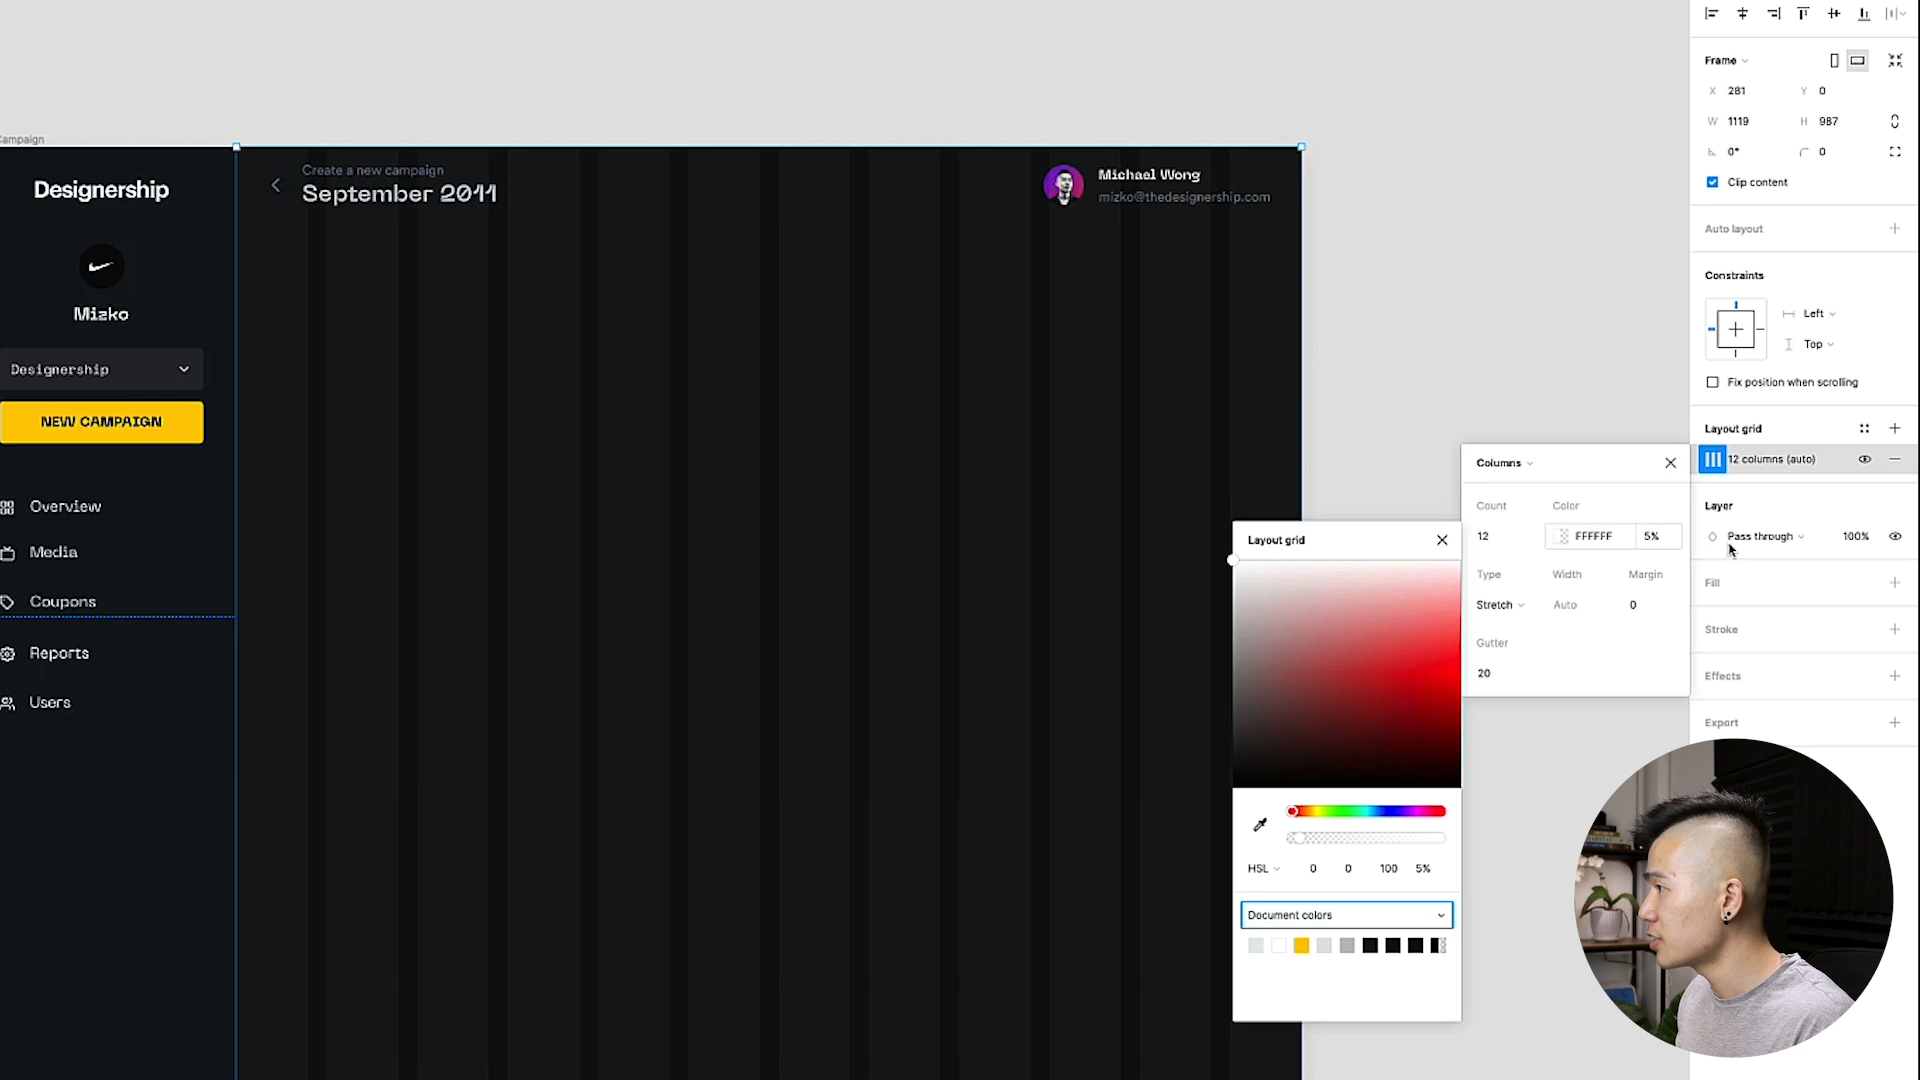 Campaign
Designership
Mizko
Designership
NEW CAMPAIGN
Overview
Media
Coupons
Reports
Users
Create a new campaign
September 2011
Michael Wong
mizko@thedesignership.com
Layout grid
HSL 0 0 100 5%
Document colors
Columns
Count Color
12 FFFFFF 5%
Type Width Margin
Stretch Auto 0
Gutter
20
Frame
X 281 Y 0
W 1119 H 987
0° 0
Clip content
Auto layout
Constraints
Left
Top
Fix position when scrolling
Layout grid
12 columns (auto)
Layer
Pass through 100%
Fill
Stroke
Effects
Export